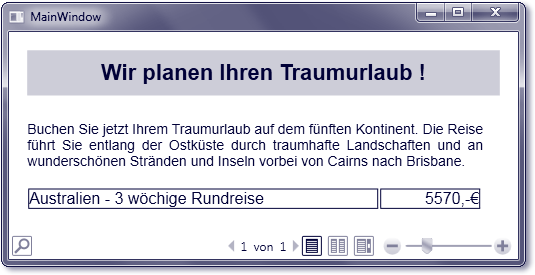 MainWindow
Wir planen Ihren Traumurlaub !
Buchen Sie jetzt Ihrem Traumurlaub auf dem fünften Kontinent. Die Reise
führt Sie entlang der Ostküste durch traumhafte Landschaften und an
wunderschönen Stränden und Inseln vorbei von Cairns nach Brisbane.
Australien - 3 wöchige Rundreise 5570,-€
1 von 1